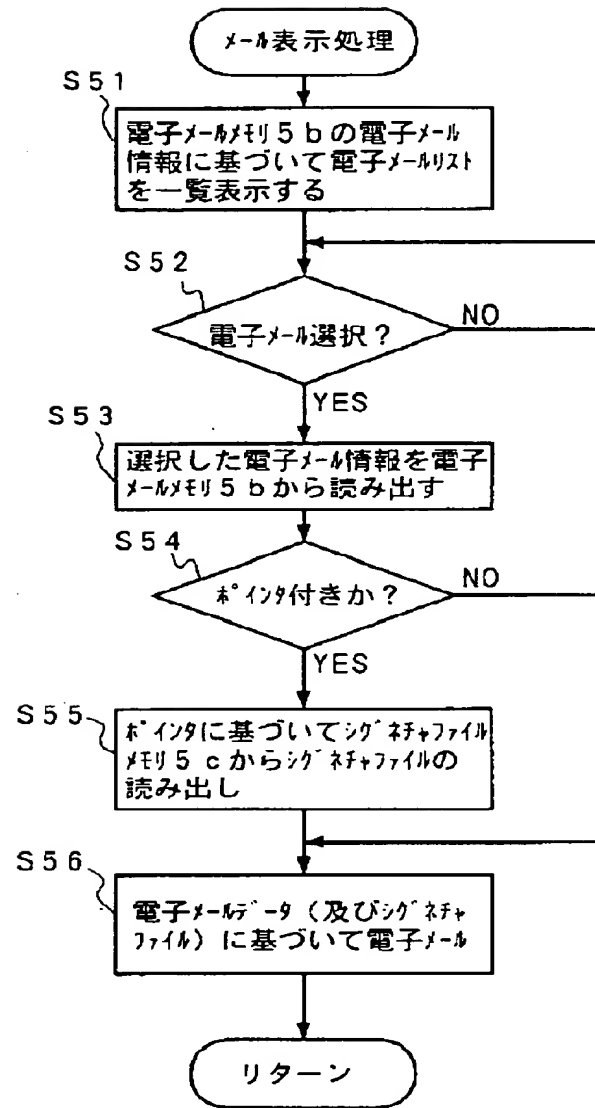 メール表示処理
S51
電子メールメモリ5bの電子メール
情報に基づいて電子メールリスト
を一覧表示する
S52
電子メール選択?
NO
YES
S53
選択した電子メール情報を電子
メールメモリ5bから読み出す
S54
ポインタ付きか?
NO
YES
S55
ポインタに基づいてシグネチャファイル
メモリ5cからシグネチャファイルの
読み出し
S56
電子メールデータ(及びシグネチャ
ファイル)に基づいて電子メール
リターン